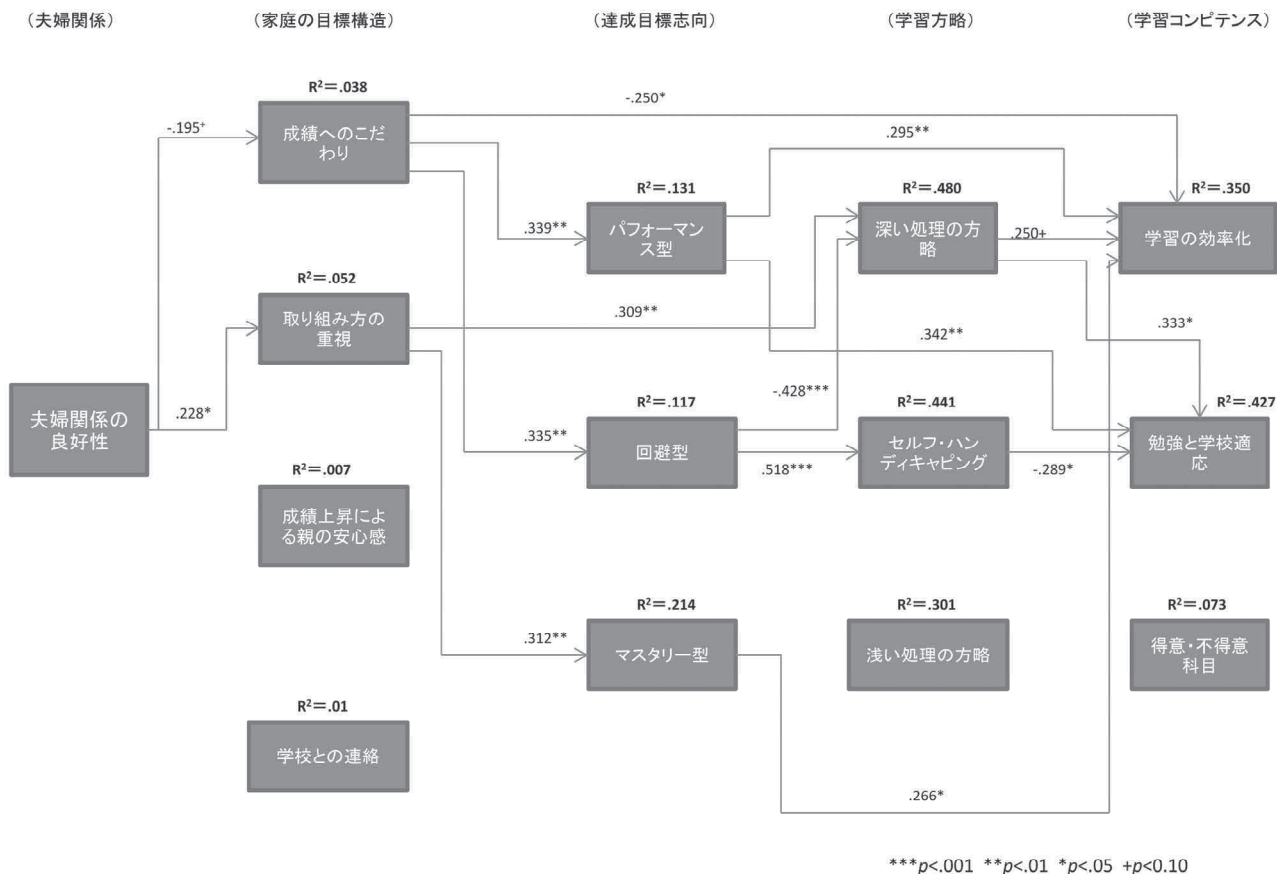 (夫婦関係)
(家庭の目標構造)
(達成目標志向)
(学習方略)
(学習コンピテンス)
R²=.038
成績へのこだ
わり
-.195⁺
-.250*
.295**
R²=.131
パフォーマン
ス型
.339**
R²=.480
深い処理の方
略
.250+
R²=.350
学習の効率化
R²=.052
取り組み方の
重視
.309**
.342**
.333*
夫婦関係の
良好性
.228*
-.428***
R²=.117
回避型
.335**
.518***
R²=.441
セルフ・ハン
ディキャピング
-.289*
R²=.427
勉強と学校適
応
R²=.007
成績上昇によ
る親の安心感
R²=.214
マスタリー型
.312**
R²=.301
浅い処理の方略
R²=.073
得意・不得意
科目
R²=.01
学校との連絡
.266*
***p<.001 **p<.01 *p<.05 +p<0.10